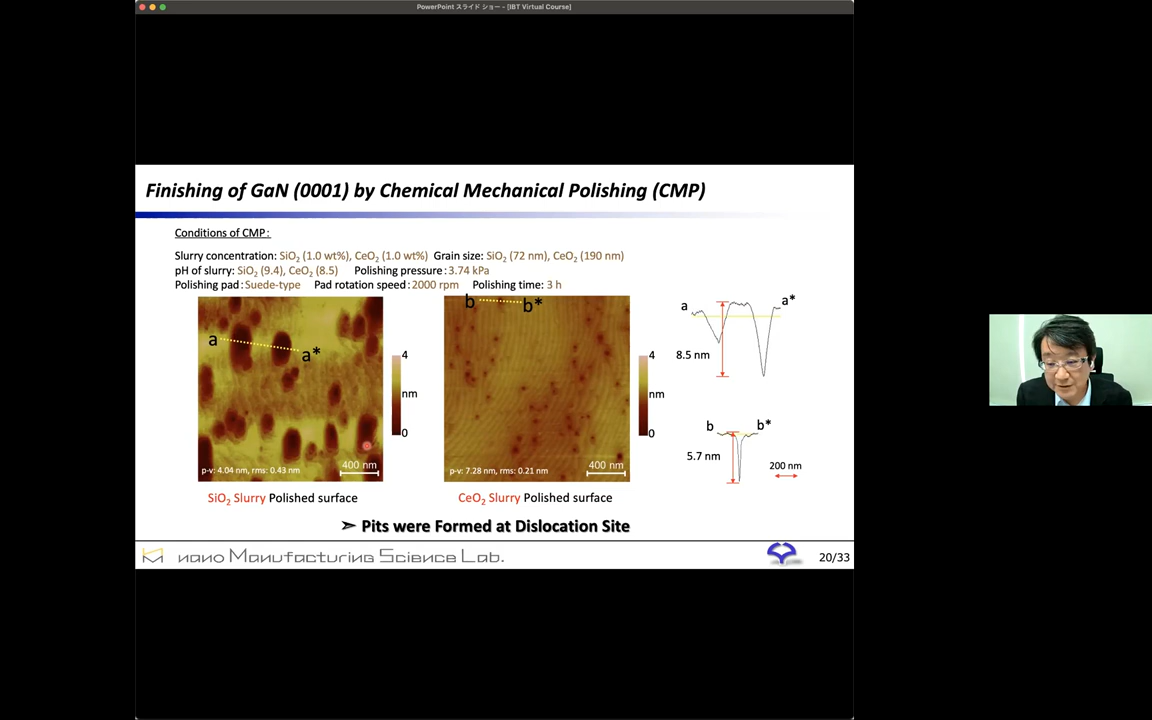 PowerPoint スライド ショー - [IBT Virtual Course]
Finishing of GaN (0001) by Chemical Mechanical Polishing (CMP)
Conditions of CMP:
Slurry concentration: SiO₂ (1.0 wt%), CeO₂ (1.0 wt%) Grain size: SiO₂ (72 nm), CeO₂ (190 nm)
pH of slurry: SiO₂ (9.4), CeO₂ (8.5) Polishing pressure: 3.74 kPa
Polishing pad: Suede-type Pad rotation speed: 2000 rpm Polishing time: 3 h
a
a*
p-v: 4.04 nm, rms: 0.43 nm
400 nm
4
nm
0
b
b*
p-v: 7.28 nm, rms: 0.21 nm
400 nm
4
nm
0
a
a*
8.5 nm
b
b*
5.7 nm
200 nm
SiO₂ Slurry Polished surface
CeO₂ Slurry Polished surface
➢ Pits were Formed at Dislocation Site
nano Manufacturing Science Lab.
20/33